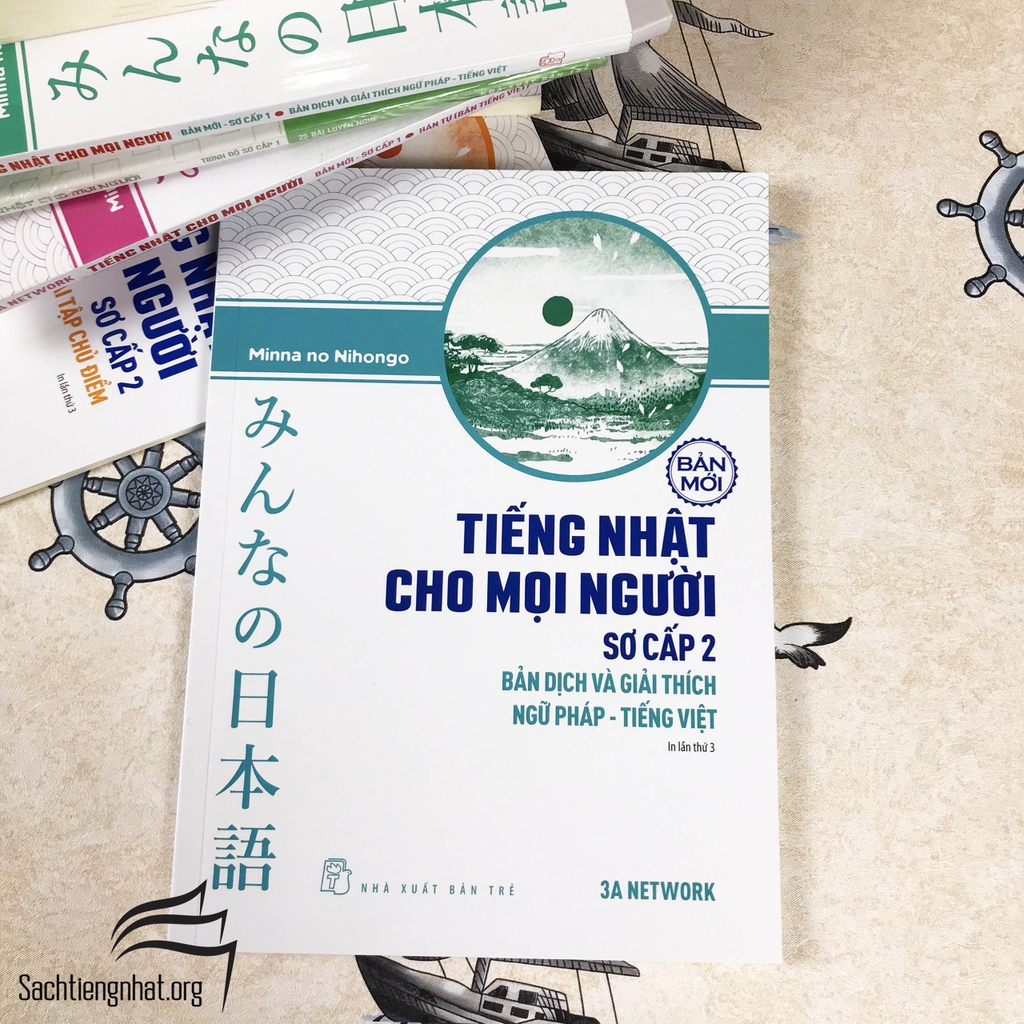 みんなの日本
BẢN DỊCH VÀ GIẢI THÍCH NGỮ PHÁP - TIẾNG VIỆT
NHẬT CHO MỌI NGƯỜI BẢN MỚI - SƠ CẤP 1
25 BÀI LUYỆN NGHE
TRÌNH ĐỘ SƠ CẤP 1
TIẾNG NHẬT CHO MỌI NGƯỜI BẢN MỚI - SƠ CẤP 1 • HÁN TỰ (BẢN TIẾNG VIỆT)
NETWORK
NGƯỜI
SƠ CẤP 2
TẬP CHỦ ĐIỂM
In lần thứ 3
Minna no Nihongo
みんなの日本語
BẢN MỚI
TIẾNG NHẬT
CHO MỌI NGƯỜI
SƠ CẤP 2
BẢN DỊCH VÀ GIẢI THÍCH
NGỮ PHÁP - TIẾNG VIỆT
In lần thứ 3
NHÀ XUẤT BẢN TRẺ
3A NETWORK
Sachtiengnhat.org